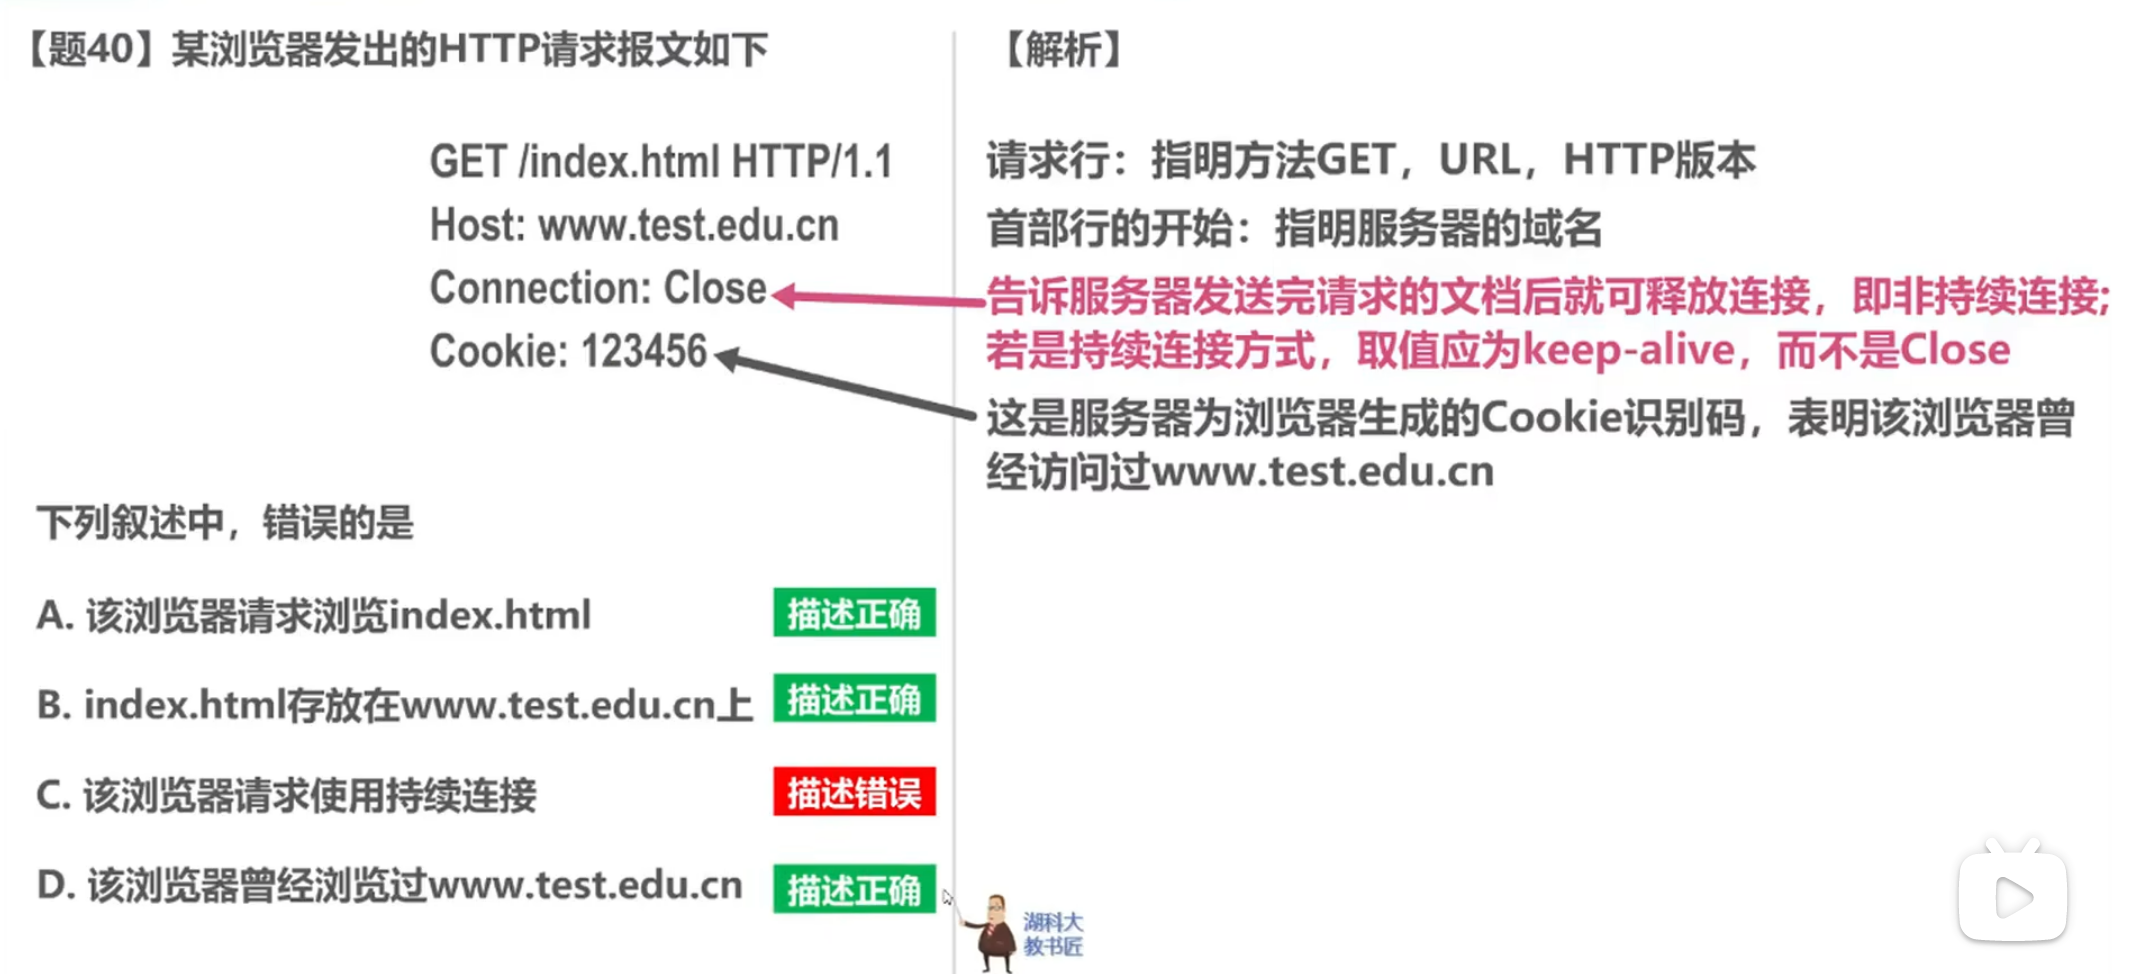 【题40】某浏览器发出的HTTP请求报文如下
GET /index.html HTTP/1.1
Host: www.test.edu.cn
Connection: Close
Cookie: 123456
下列叙述中，错误的是
A. 该浏览器请求浏览index.html
描述正确
B. index.html存放在www.test.edu.cn上
描述正确
C. 该浏览器请求使用持续连接
描述错误
D. 该浏览器曾经浏览过www.test.edu.cn
描述正确
【解析】
请求行：指明方法GET，URL，HTTP版本
首部行的开始：指明服务器的域名
告诉服务器发送完请求的文档后就可释放连接，即非持续连接;
若是持续连接方式，取值应为keep-alive，而不是Close
这是服务器为浏览器生成的Cookie识别码，表明该浏览器曾
经访问过www.test.edu.cn
湖科大
教书匠